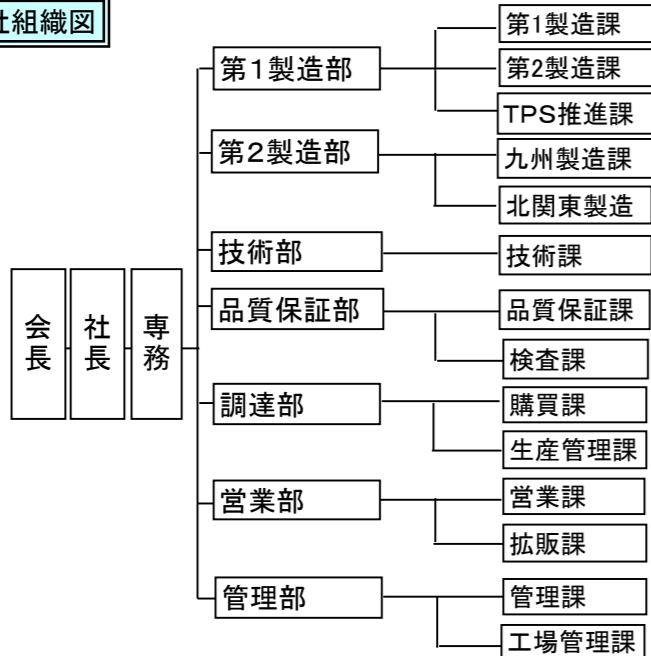 社組織図
会長
社長
専務
第１製造部
第1製造課
第2製造課
TPS推進課
第２製造部
九州製造課
北関東製造
技術部
技術課
品質保証部
品質保証課
検査課
調達部
購買課
生産管理課
営業部
営業課
拡販課
管理部
管理課
工場管理課